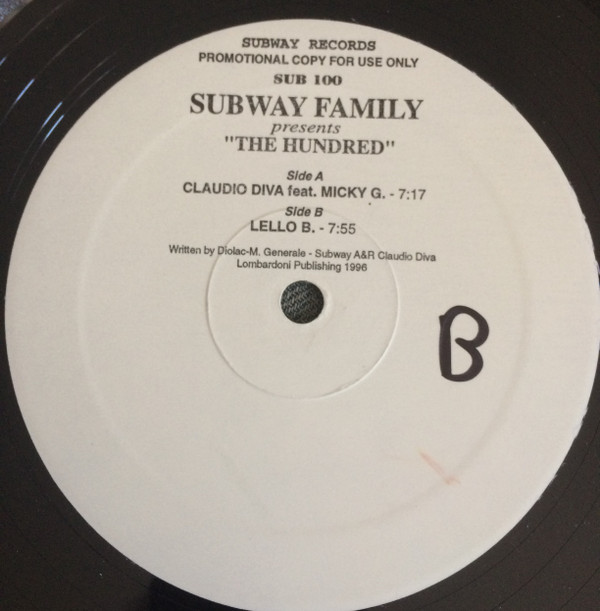 SUBWAY RECORDS
PROMOTIONAL COPY FOR USE ONLY
SUB 100
SUBWAY FAMILY
presents
"THE HUNDRED"
Side A
CLAUDIO DIVA feat. MICKY G. - 7:17
Side B
LELLO B. - 7:55
Written by Diolac-M. Generale - Subway A&R Claudio Diva
Lombardoni Publishing 1996
B